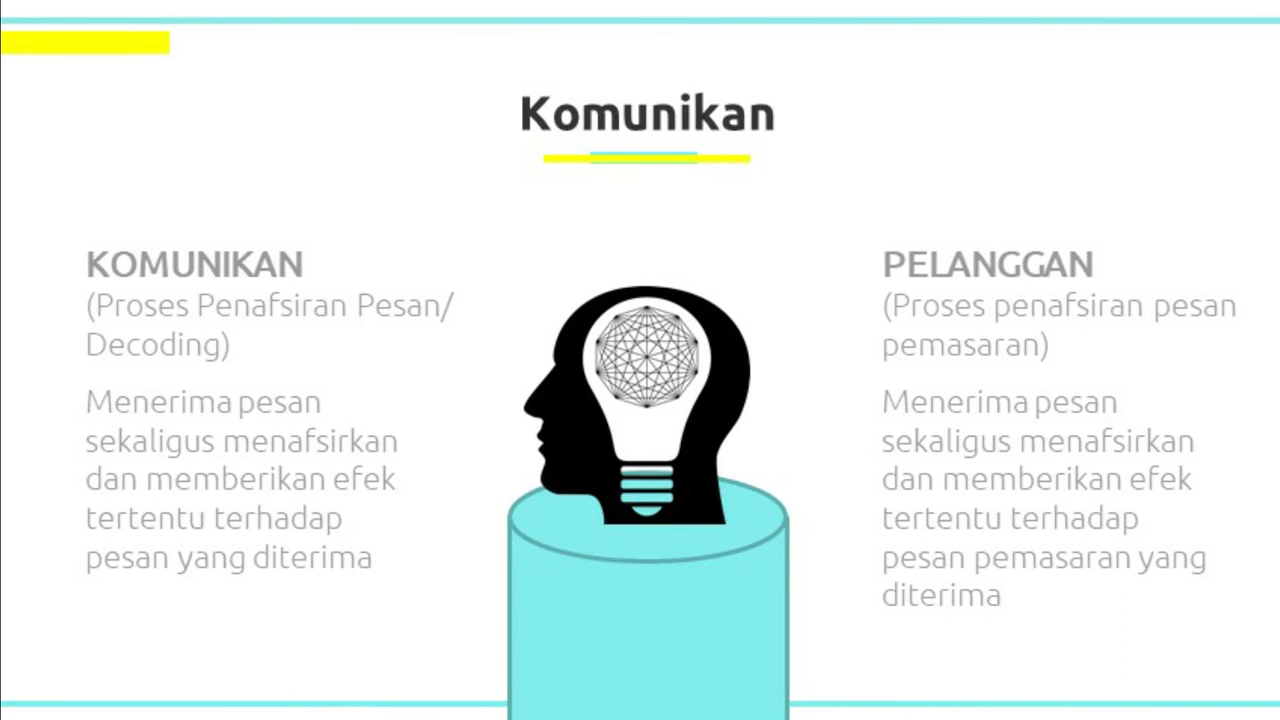 Komunikan
KOMUNIKAN
(Proses Penafsiran Pesan/
Decoding)
Menerima pesan
sekaligus menafsirkan
dan memberikan efek
tertentu terhadap
pesan yang diterima
PELANGGAN
(Proses penafsiran pesan
pemasaran)
Menerima pesan
sekaligus menafsirkan
dan memberikan efek
tertentu terhadap
pesan pemasaran yang
diterima